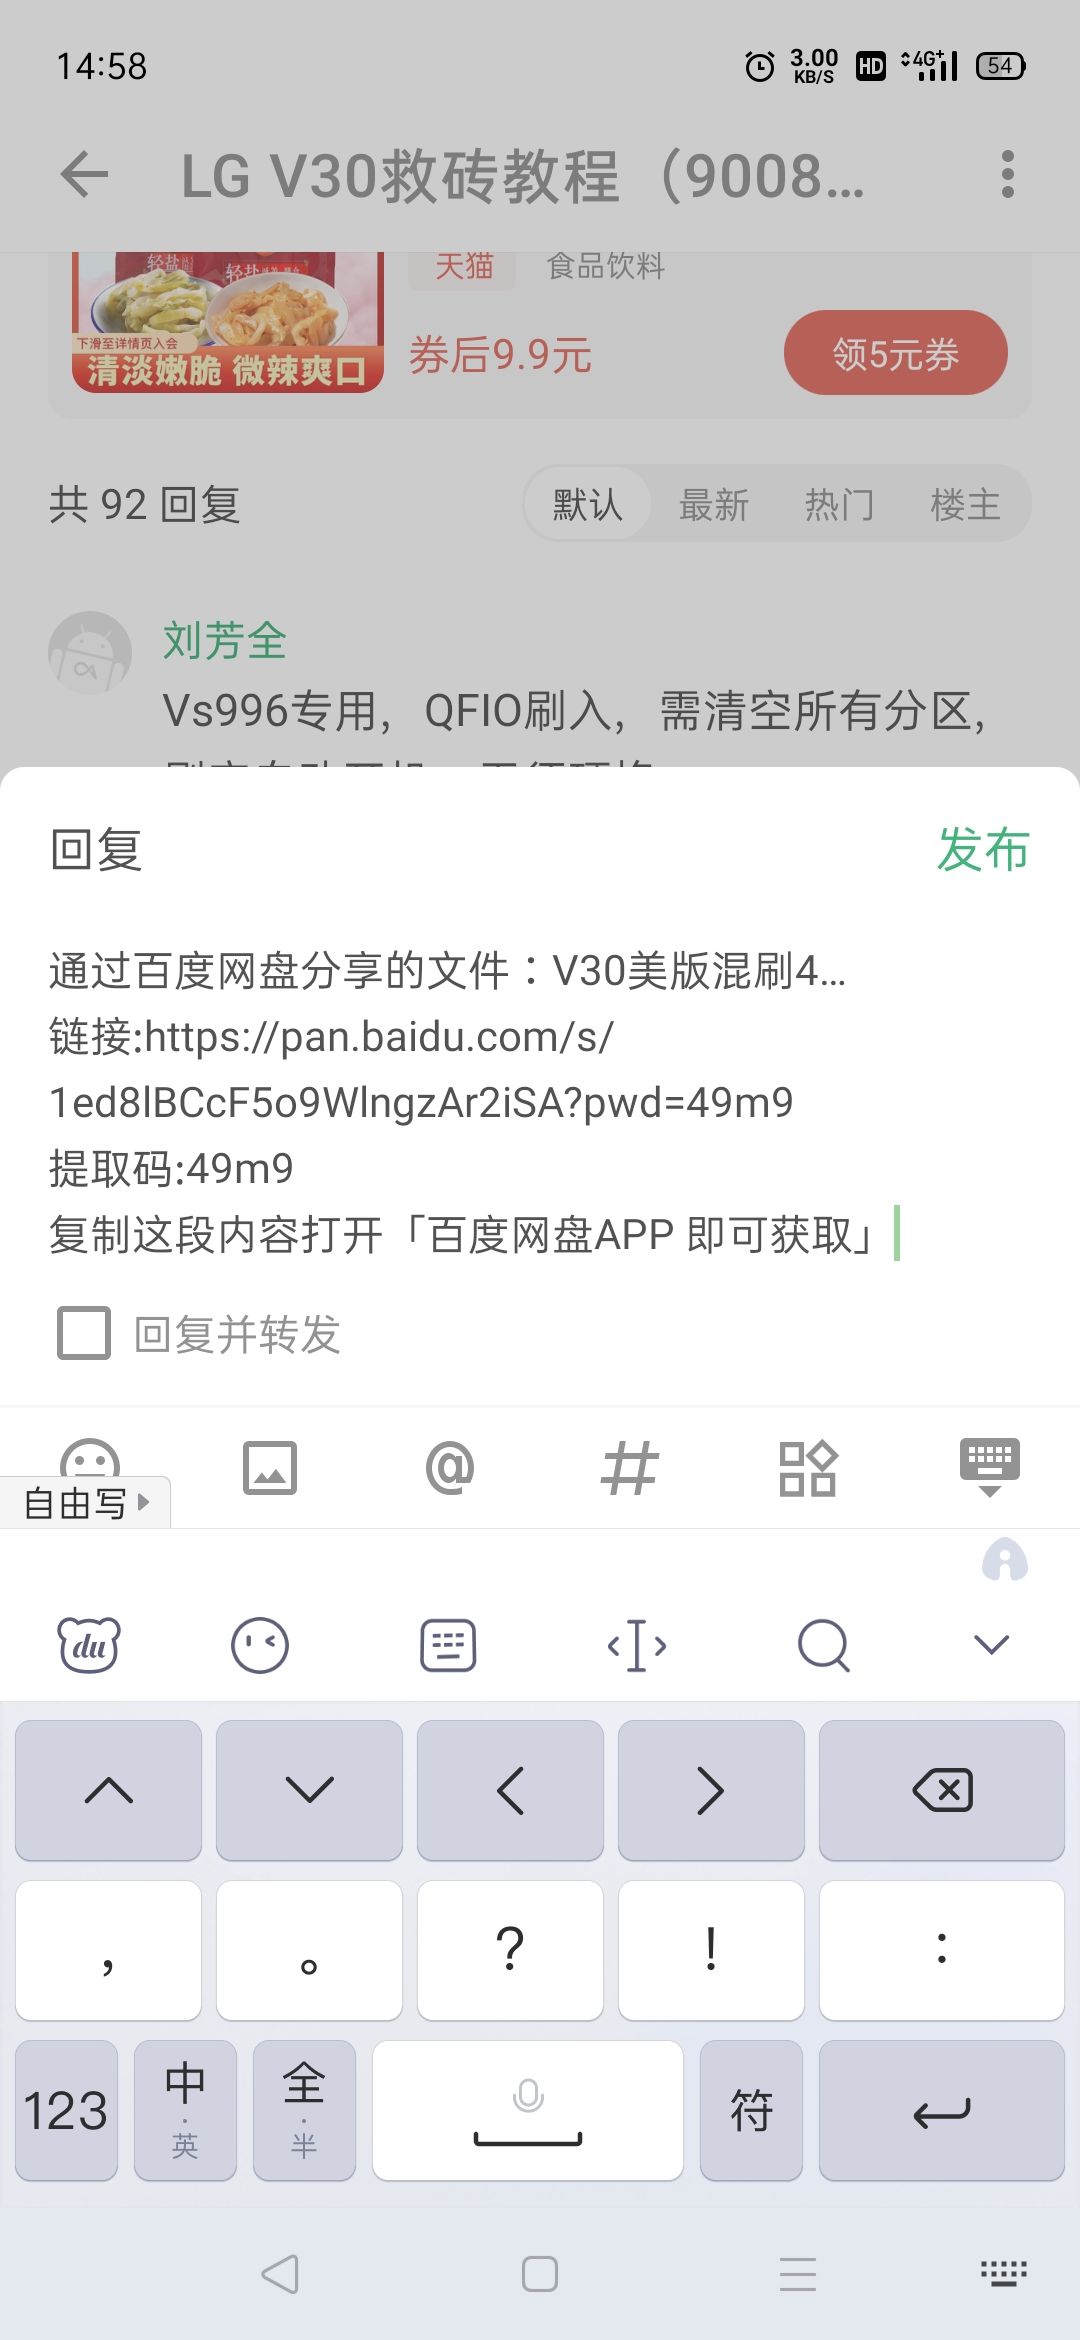 14:58
3.00
KB/S
HD
4G+
54
LG V30救砖教程（9008...
轻盐
轻盐
天猫
食品饮料
下滑至详情页入会
清淡嫩脆 微辣爽口
券后9.9元
领5元券
共 92 回复
默认
最新
热门
楼主
刘芳全
Vs996专用，QFIO刷入，需清空所有分区，
回复
发布
通过百度网盘分享的文件：V30美版混刷4...
链接:https://pan.baidu.com/s/
1ed8lBCcF5o9WlngzAr2iSA?pwd=49m9
提取码:49m9
复制这段内容打开「百度网盘APP 即可获取」
回复并转发
@
#
自由写
du
，
。
?
!
:
123
中
英
全
半
符